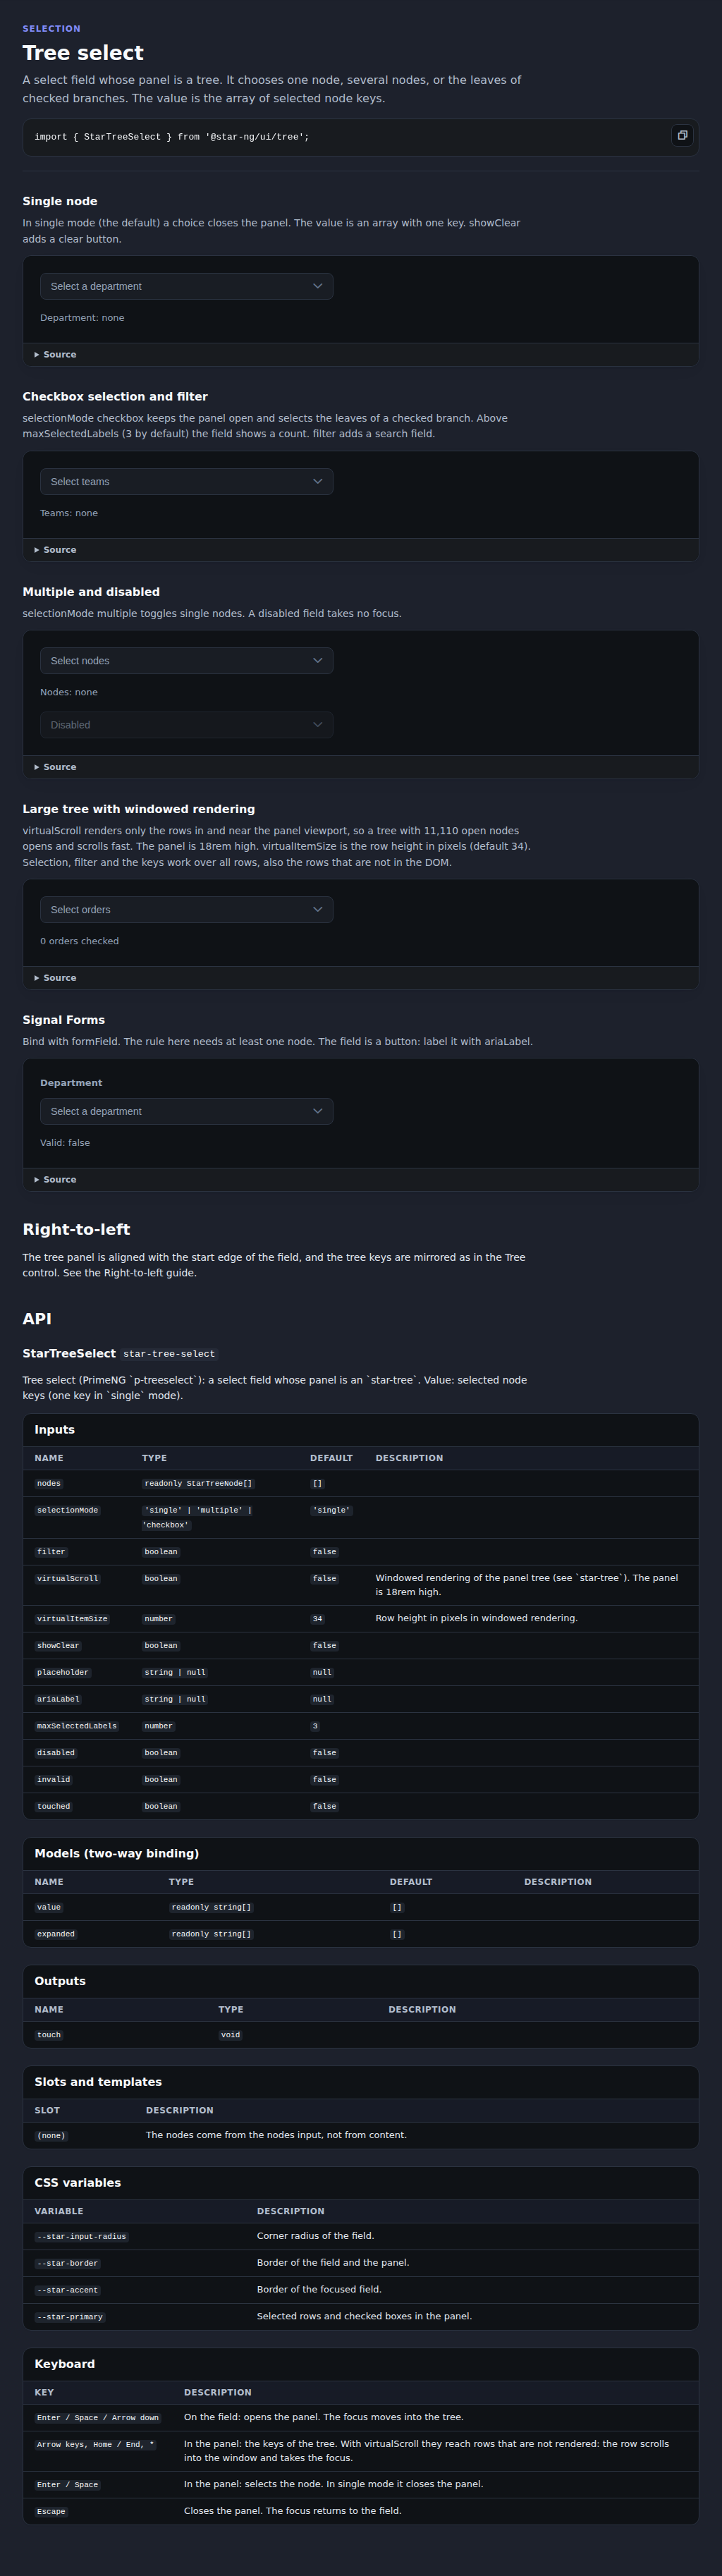 SELECTION
Tree select
A select field whose panel is a tree. It chooses one node, several nodes, or the leaves of
checked branches. The value is the array of selected node keys.
import { StarTreeSelect } from '@star-ng/ui/tree';
Single node
In single mode (the default) a choice closes the panel. The value is an array with one key. showClear
adds a clear button.
Select a department
Department: none
Source
Checkbox selection and filter
selectionMode checkbox keeps the panel open and selects the leaves of a checked branch. Above
maxSelectedLabels (3 by default) the field shows a count. filter adds a search field.
Select teams
Teams: none
Source
Multiple and disabled
selectionMode multiple toggles single nodes. A disabled field takes no focus.
Select nodes
Nodes: none
Disabled
Source
Large tree with windowed rendering
virtualScroll renders only the rows in and near the panel viewport, so a tree with 11,110 open nodes
opens and scrolls fast. The panel is 18rem high. virtualItemSize is the row height in pixels (default 34).
Selection, filter and the keys work over all rows, also the rows that are not in the DOM.
Select orders
0 orders checked
Source
Signal Forms
Bind with formField. The rule here needs at least one node. The field is a button: label it with ariaLabel.
Department
Select a department
Valid: false
Source
Right-to-left
The tree panel is aligned with the start edge of the field, and the tree keys are mirrored as in the Tree
control. See the Right-to-left guide.
API
StarTreeSelect star-tree-select
Tree select (PrimeNG `p-treeselect`): a select field whose panel is an `star-tree`. Value: selected node
keys (one key in `single` mode).
Inputs
NAME TYPE DEFAULT DESCRIPTION
nodes readonly StarTreeNode[] []
selectionMode 'single' | 'multiple' | 'single'
'checkbox'
filter boolean false
virtualScroll boolean false Windowed rendering of the panel tree (see `star-tree`). The panel
is 18rem high.
virtualItemSize number 34 Row height in pixels in windowed rendering.
showClear boolean false
placeholder string | null null
ariaLabel string | null null
maxSelectedLabels number 3
disabled boolean false
invalid boolean false
touched boolean false
Models (two-way binding)
NAME TYPE DEFAULT DESCRIPTION
value readonly string[] []
expanded readonly string[] []
Outputs
NAME TYPE DESCRIPTION
touch void
Slots and templates
SLOT DESCRIPTION
(none) The nodes come from the nodes input, not from content.
CSS variables
VARIABLE DESCRIPTION
--star-input-radius Corner radius of the field.
--star-border Border of the field and the panel.
--star-accent Border of the focused field.
--star-primary Selected rows and checked boxes in the panel.
Keyboard
KEY DESCRIPTION
Enter / Space / Arrow down On the field: opens the panel. The focus moves into the tree.
Arrow keys, Home / End, * In the panel: the keys of the tree. With virtualScroll they reach rows that are not rendered: the row scrolls
into the window and takes the focus.
Enter / Space In the panel: selects the node. In single mode it closes the panel.
Escape Closes the panel. The focus returns to the field.